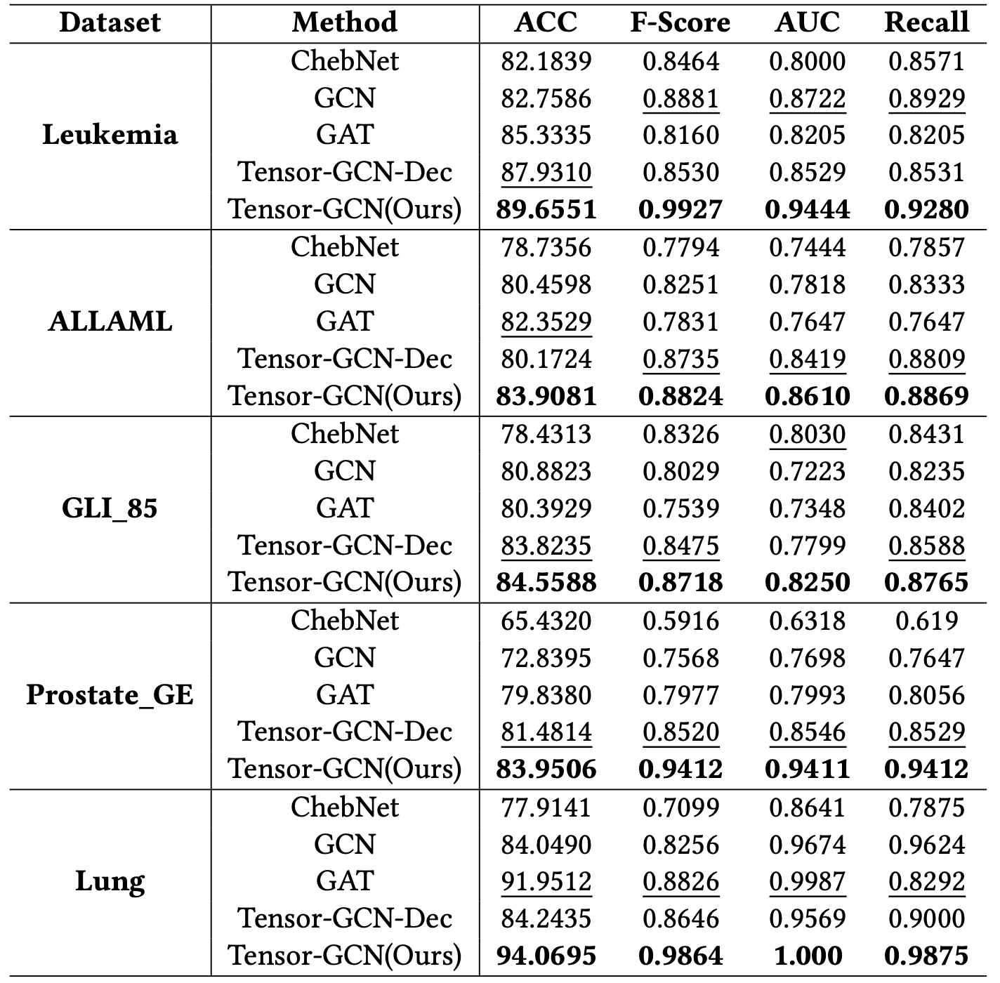 Dataset Method ACC F-Score AUC Recall
ChebNet 82.1839 0.8464 0.8000 0.8571
GCN 82.7586 0.8881 0.8722 0.8929
Leukemia GAT 85.3335 0.8160 0.8205 0.8205
Tensor-GCN-Dec 87.9310 0.8530 0.8529 0.8531
Tensor-GCN(Ours) 89.6551 0.9927 0.9444 0.9280
ChebNet 78.7356 0.7794 0.7444 0.7857
GCN 80.4598 0.8251 0.7818 0.8333
ALLAML GAT 82.3529 0.7831 0.7647 0.7647
Tensor-GCN-Dec 80.1724 0.8735 0.8419 0.8809
Tensor-GCN(Ours) 83.9081 0.8824 0.8610 0.8869
ChebNet 78.4313 0.8326 0.8030 0.8431
GCN 80.8823 0.8029 0.7223 0.8235
GLI_85 GAT 80.3929 0.7539 0.7348 0.8402
Tensor-GCN-Dec 83.8235 0.8475 0.7799 0.8588
Tensor-GCN(Ours) 84.5588 0.8718 0.8250 0.8765
ChebNet 65.4320 0.5916 0.6318 0.619
GCN 72.8395 0.7568 0.7698 0.7647
Prostate_GE GAT 79.8380 0.7977 0.7993 0.8056
Tensor-GCN-Dec 81.4814 0.8520 0.8546 0.8529
Tensor-GCN(Ours) 83.9506 0.9412 0.9411 0.9412
ChebNet 77.9141 0.7099 0.8641 0.7875
GCN 84.0490 0.8256 0.9674 0.9624
Lung GAT 91.9512 0.8826 0.9987 0.8292
Tensor-GCN-Dec 84.2435 0.8646 0.9569 0.9000
Tensor-GCN(Ours) 94.0695 0.9864 1.000 0.9875